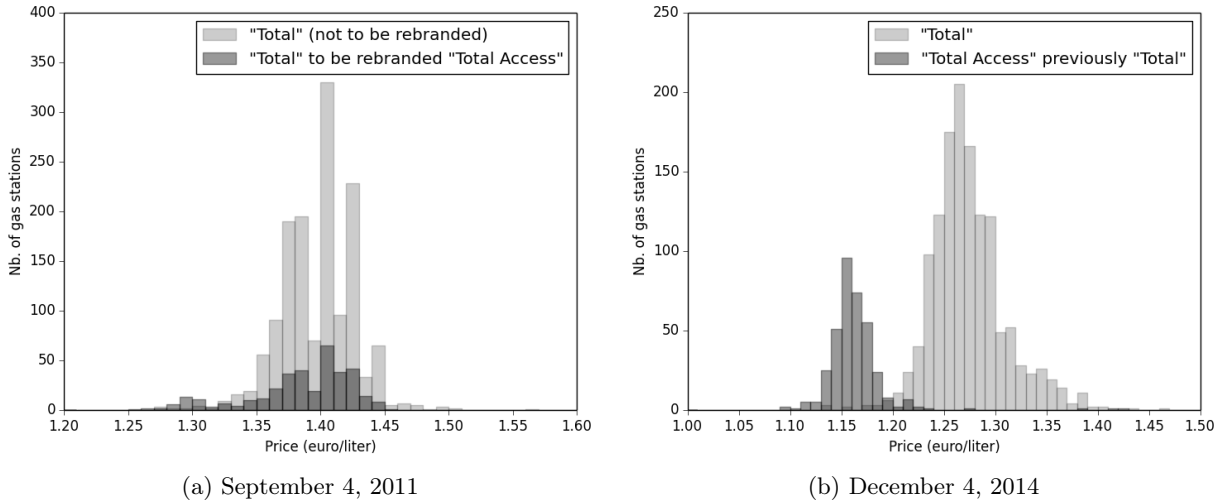 400
350
300
250
200
150
100
50
0
Nb. of gas stations
"Total" (not to be rebranded)
"Total" to be rebranded "Total Access"
1.20 1.25 1.30 1.35 1.40 1.45 1.50 1.55 1.60
Price (euro/liter)
(a) September 4, 2011
250
200
150
100
50
0
Nb. of gas stations
"Total"
"Total Access" previously "Total"
1.00 1.05 1.10 1.15 1.20 1.25 1.30 1.35 1.40 1.45 1.50
Price (euro/liter)
(b) December 4, 2014